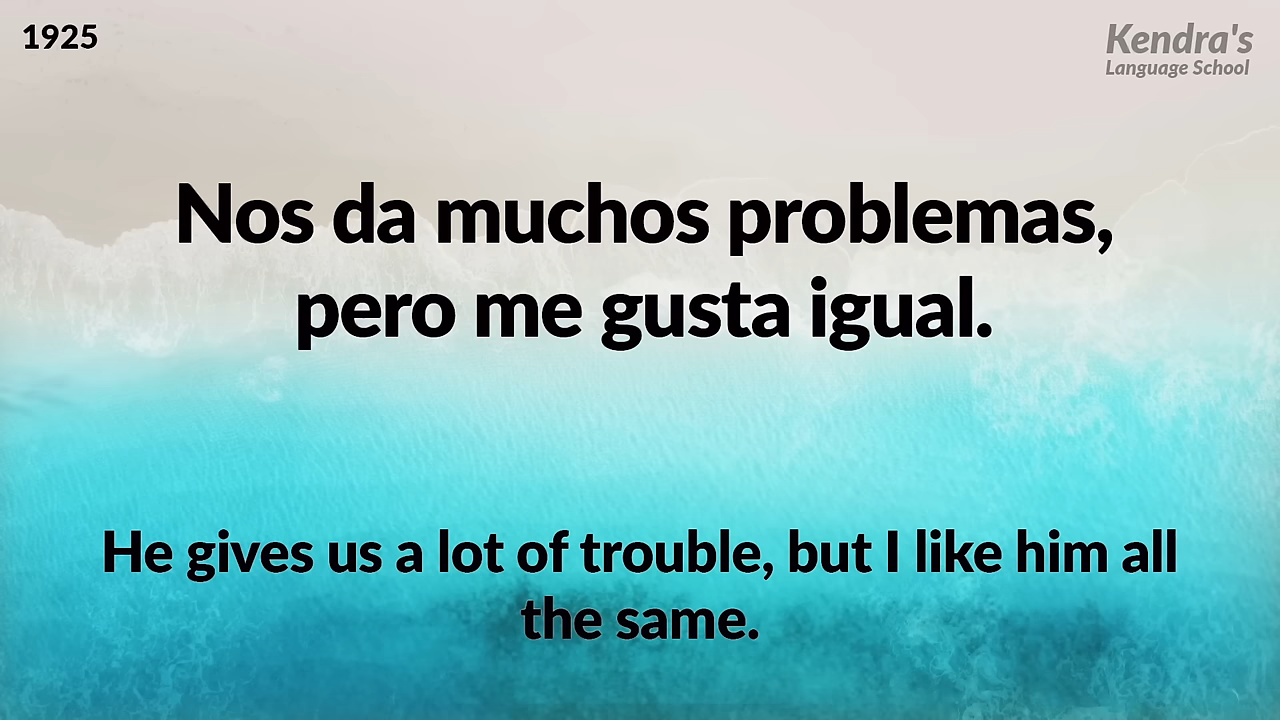 1925
Kendra's
Language School
Nos da muchos problemas,
pero me gusta igual.
He gives us a lot of trouble, but I like him all
the same.